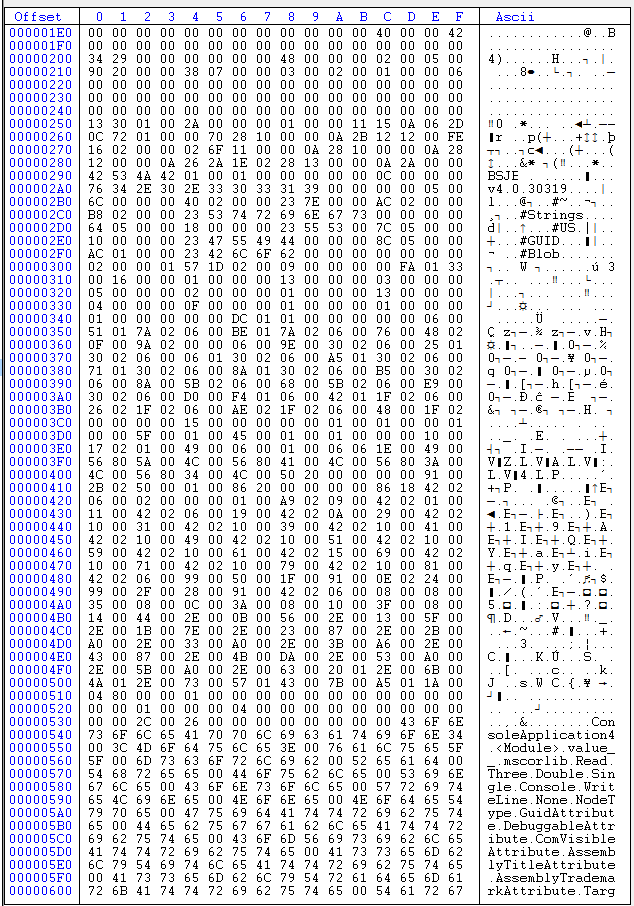 Offset 0 1 2 3 4 5 6 7 8 9 A B C D E F Ascii
000001E0 00 00 00 00 00 00 00 00 00 00 00 00 40 00 00 42 ............@..B
000001F0 00 00 00 00 00 00 00 00 00 00 00 00 00 00 00 00 ................
00000200 34 29 00 00 00 00 00 00 48 00 00 00 02 00 05 00 4)......H...┐.|.
00000210 90 20 00 00 38 07 00 00 03 00 00 02 00 01 00 00 06
00000220 00 00 00 00 00 00 00 00 00 00 00 00 00 00 00 00 ................
00000230 00 00 00 00 00 00 00 00 00 00 00 00 00 00 00 00 ................
00000240 00 00 00 00 00 00 00 00 00 00 00 00 00 00 00 00 ................
00000250 13 30 01 00 2A 00 00 00 01 00 00 11 15 0A 06 2D
00000260 0C 72 01 00 00 70 28 10 00 00 0A 2B 12 12 00 FE
00000270 16 02 00 00 02 6F 11 00 00 0A 28 10 00 00 0A 28
00000280 12 00 00 0A 26 2A 1E 02 28 13 00 00 0A 2A 00 00
00000290 42 53 4A 42 01 00 01 00 00 00 00 00 0C 00 00 00
000002A0 76 34 2E 30 2E 33 30 33 31 39 00 00 00 00 05 00 v4.0.30319....|.
000002B0 6C 00 00 00 40 02 00 00 23 7E 00 00 AC 02 00 00
000002C0 B8 02 00 00 23 53 74 72 69 6E 67 73 00 00 00 00 ¸┐..#Strings....
000002D0 64 05 00 00 18 00 00 00 23 55 53 00 7C 05 00 00 d|..↑...#US.||..
000002E0 10 00 00 00 23 47 55 49 44 00 00 00 8C 05 00 00
000002F0 AC 01 00 00 23 42 6C 6F 62 00 00 00 00 00 00 00 ¬...#Blob.......
00000300 02 00 00 01 57 1D 02 00 09 00 00 00 00 FA 01 33
00000310 00 16 00 00 01 00 00 00 13 00 00 00 03 00 00 00
00000320 05 00 00 00 02 00 00 00 01 00 00 00 13 00 00 00
00000330 04 00 00 00 0F 00 00 00 01 00 00 00 01 00 00 00
00000340 01 00 00 00 00 00 DC 01 01 00 00 00 00 00 06 00
00000350 51 01 7A 02 06 00 BE 01 7A 02 06 00 76 00 48 02
00000360 0F 00 9A 02 00 00 06 00 9E 00 30 02 06 00 25 01
00000370 30 02 06 00 06 01 30 02 06 00 A5 01 30 02 06 00
00000380 71 01 30 02 06 00 8A 01 30 02 06 00 B5 00 30 02
00000390 06 00 8A 00 5B 02 06 00 68 00 5B 02 06 00 E9 00
000003A0 30 02 06 00 D0 00 F4 01 06 00 42 01 1F 02 06 00
000003B0 26 02 1F 02 06 00 AE 02 1F 02 06 00 48 00 1F 02
000003C0 00 00 00 00 15 00 00 00 00 00 01 00 01 00 01 00
000003D0 00 00 5F 00 01 00 45 00 01 00 01 00 00 00 10 00
000003E0 17 02 01 00 49 00 06 00 01 00 06 06 1E 00 49 00
000003F0 56 80 5A 00 4C 00 56 80 41 00 4C 00 56 80 3A 00
00000400 4C 00 56 80 34 00 4C 00 50 20 00 00 00 00 91 00
00000410 2B 02 50 00 01 00 86 20 00 00 00 00 86 18 42 02
00000420 06 00 02 00 00 00 01 00 A9 02 09 00 42 02 01 00
00000430 11 00 42 02 06 00 19 00 42 02 0A 00 29 00 42 02
00000440 10 00 31 00 42 02 10 00 39 00 42 02 10 00 41 00
00000450 42 02 10 00 49 00 42 02 10 00 51 00 42 02 10 00
00000460 59 00 42 02 10 00 61 00 42 02 15 00 69 00 42 02
00000470 10 00 71 00 42 02 10 00 79 00 42 02 10 00 81 00
00000480 42 02 06 00 99 00 50 00 1F 00 91 00 0E 02 24 00
00000490 99 00 2F 00 28 00 91 00 42 02 06 00 08 00 08 00
000004A0 35 00 08 00 0C 00 3A 00 08 00 10 00 3F 00 08 00
000004B0 14 00 44 00 2E 00 0B 00 56 00 2E 00 13 00 5F 00
000004C0 2E 00 1B 00 7E 00 2E 00 23 00 87 00 2E 00 2B 00
000004D0 A0 00 2E 00 33 00 A0 00 2E 00 3B 00 A6 00 2E 00
000004E0 43 00 87 00 2E 00 4B 00 DA 00 2E 00 53 00 A0 00
000004F0 2E 00 5B 00 A0 00 2E 00 63 00 20 01 2E 00 6B 00
00000500 4A 01 2E 00 73 00 57 01 43 00 7B 00 A5 01 1A 00
00000510 04 80 00 00 01 00 00 00 00 00 00 00 00 00 00 00
00000520 00 00 01 00 00 00 04 00 00 00 00 00 00 00 00 00
00000530 00 00 2C 00 26 00 00 00 00 00 00 00 00 43 6F 6E ..,.&........Con
00000540 73 6F 6C 65 41 70 70 6C 69 63 61 74 69 6F 6E 34 soleApplication4
00000550 00 3C 4D 6F 64 75 6C 65 3E 00 76 61 6C 75 65 5F .<Module>.value_
00000560 5F 00 6D 73 63 6F 72 6C 69 62 00 52 65 61 64 00 _.mscorlib.Read.
00000570 54 68 72 65 65 00 44 6F 75 62 6C 65 00 53 69 6E Three.Double.Sin
00000580 67 6C 65 00 43 6F 6E 73 6F 6C 65 00 57 72 69 74 gle.Console.Writ
00000590 65 4C 69 6E 65 00 4E 6F 6E 65 00 4E 6F 64 65 54 eLine.None.NodeT
000005A0 79 70 65 00 47 75 69 64 41 74 74 72 69 62 75 74 ype.GuidAttribut
000005B0 65 00 44 65 62 75 67 67 61 62 6C 65 41 74 74 72 e.DebuggableAttr
000005C0 69 62 75 74 65 00 43 6F 6D 56 69 73 69 62 6C 65 ibute.ComVisible
000005D0 41 74 74 72 69 62 75 74 65 00 41 73 73 65 6D 62 Attribute.Assemb
000005E0 6C 79 54 69 74 6C 65 41 74 74 72 69 62 75 74 65 lyTitleAttribute
000005F0 00 41 73 73 65 6D 62 6C 79 54 72 61 64 65 6D 61 .AssemblyTradema
00000600 72 6B 41 74 74 72 69 62 75 74 65 00 54 61 72 67 rkAttribute.Targ